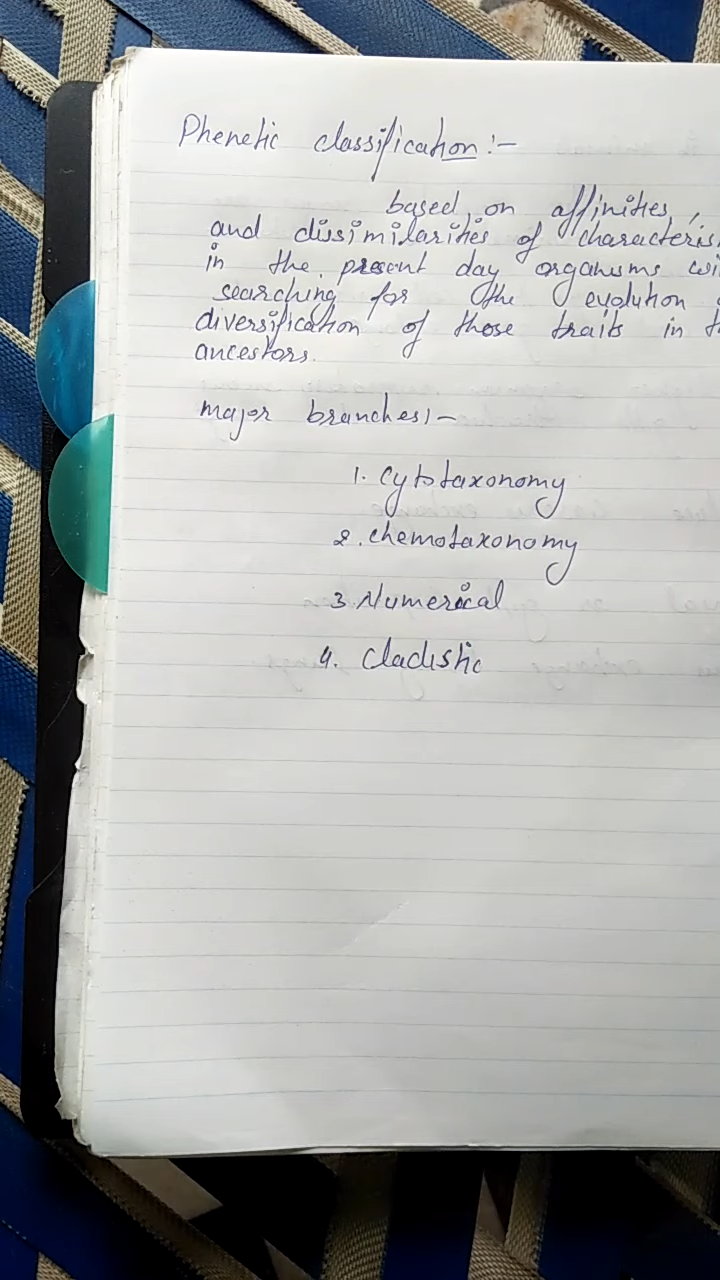 Phenetic classification :-
based on affinities,
and dissimilarities of characteris
in the present day organisms wi
searching for the evolution
diversification of those traits in t
ancestors.
major branches:-
1. Cytotaxonomy
2. chemotaxonomy
3 Numerical
4. Cladistic